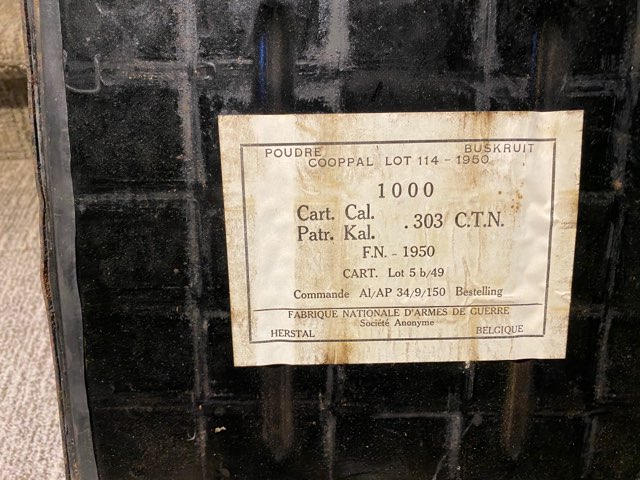 POUDRE BUSKRUIT
COOPPAL LOT 114 - 1950
1000
Cart. Cal.
Patr. Kal. .303 C.T.N.
F.N. - 1950
CART. Lot 5 b/49
Commande AI/AP 34/9/150 Bestelling
FABRIQUE NATIONALE D'ARMES DE GUERRE
Société Anonyme
HERSTAL BELGIQUE